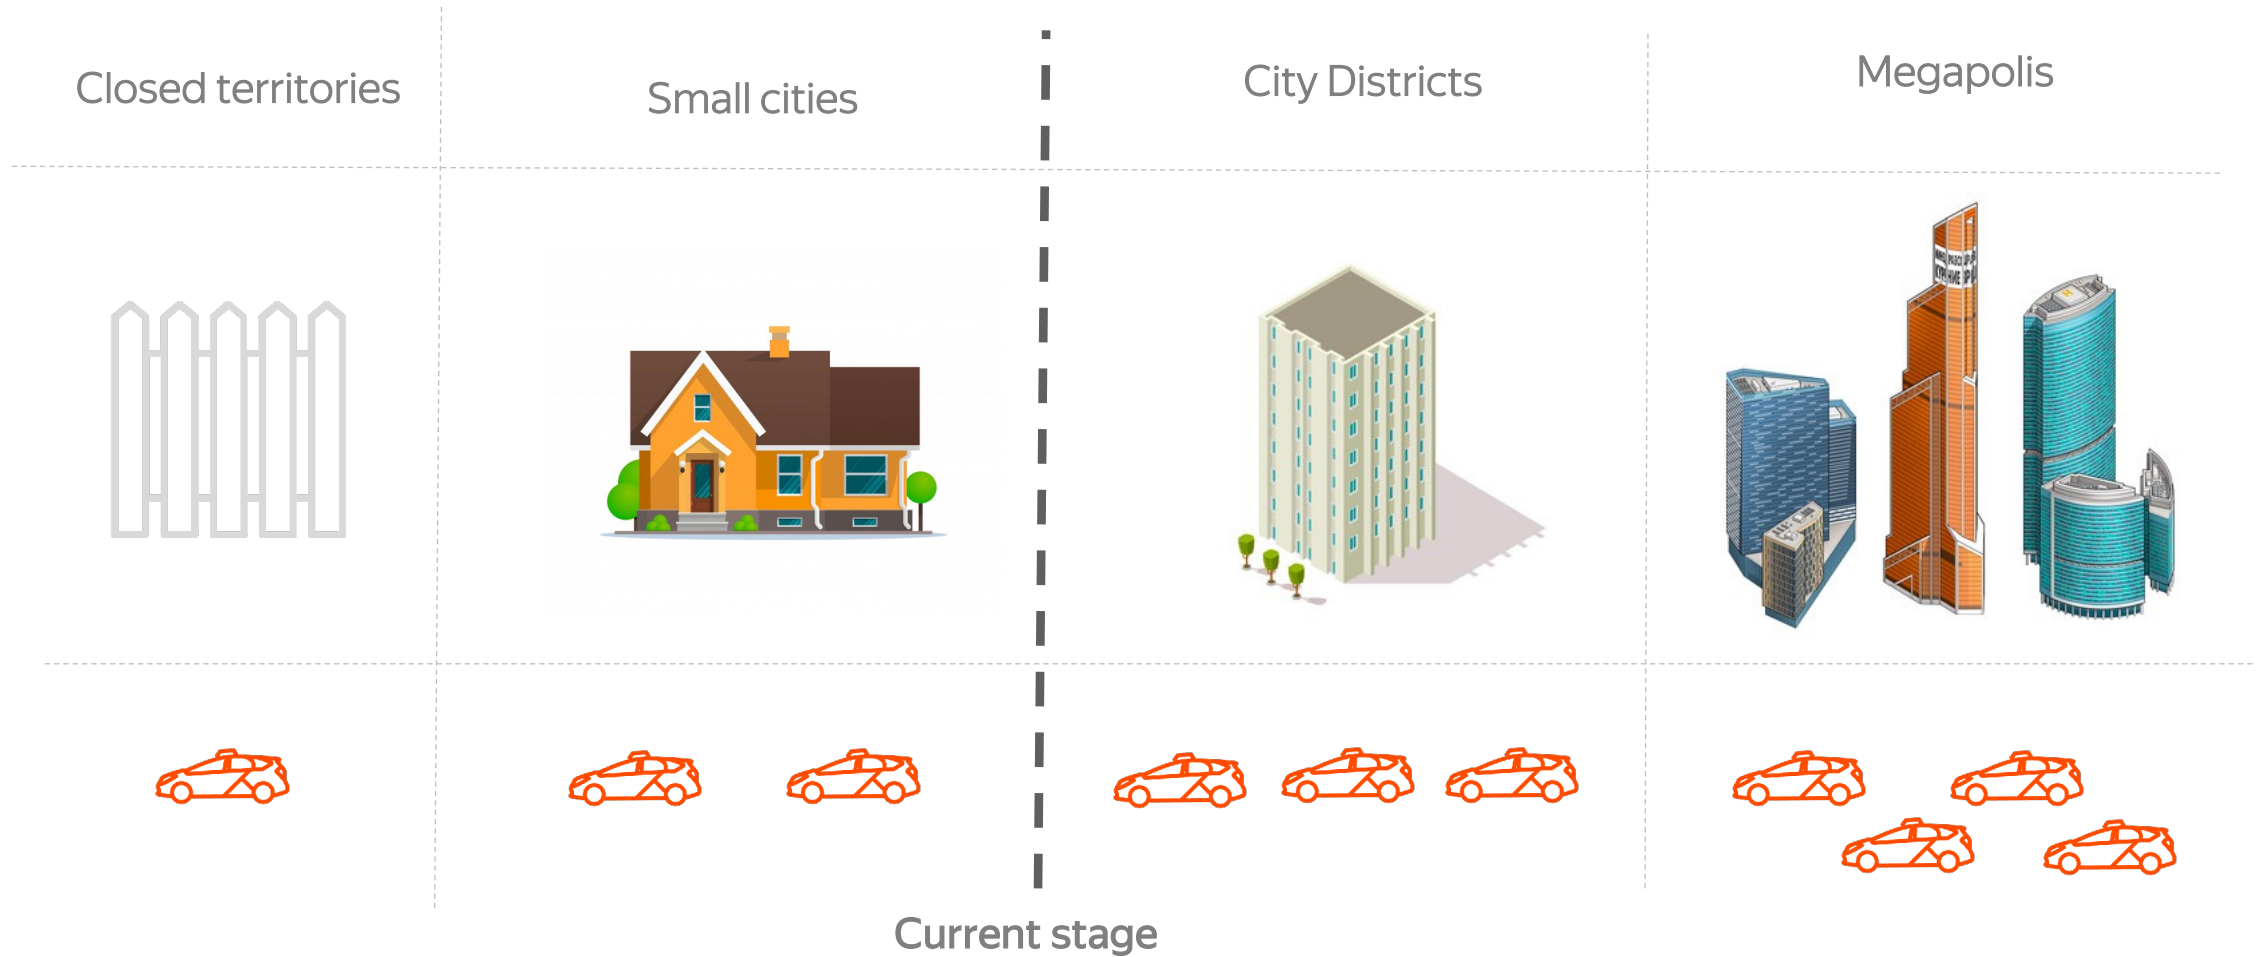 Closed territories
Small cities
City Districts
Megapolis
Current stage